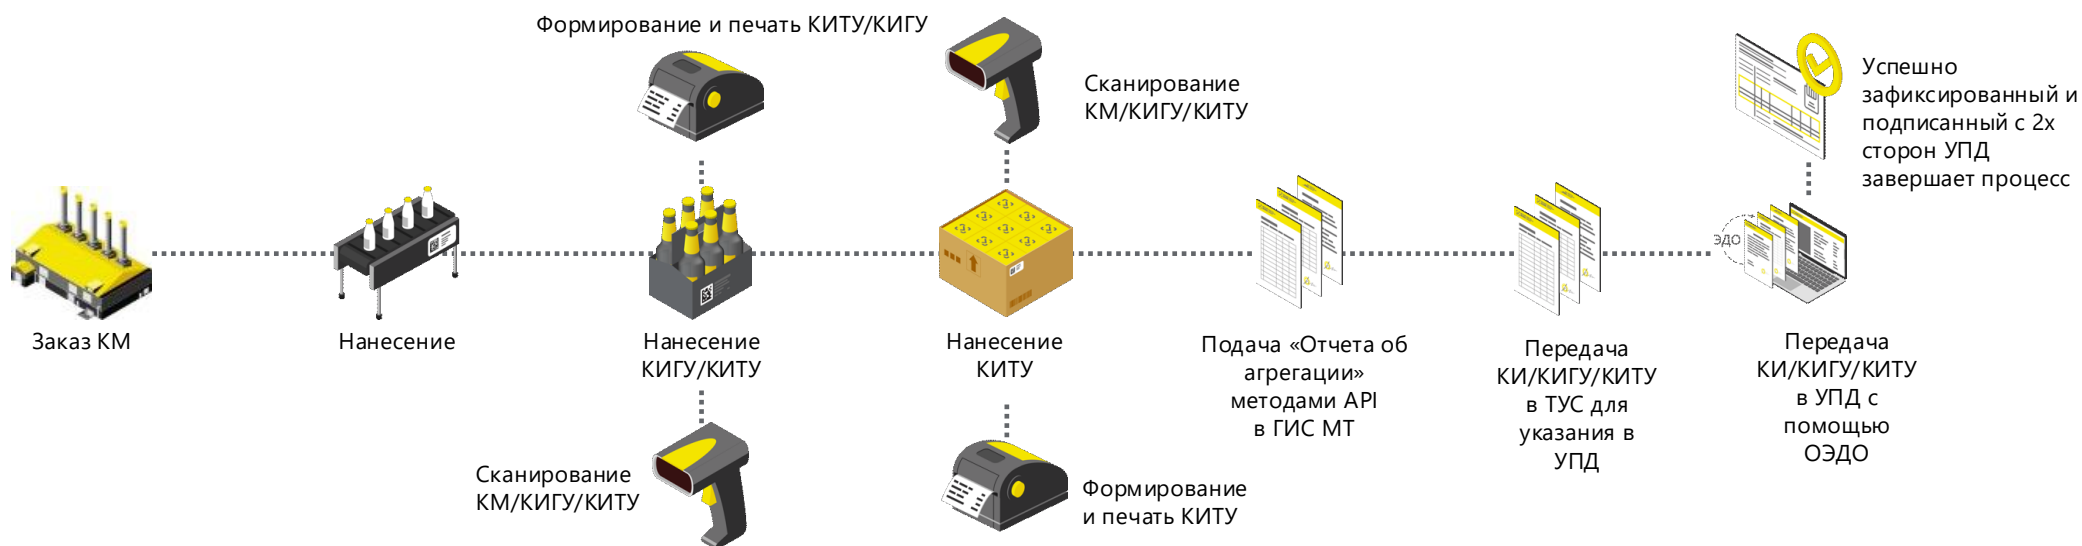 Формирование и печать КИТУ/КИГУ
Сканирование
КМ/КИГУ/КИТУ
Успешно
зафиксированный и
подписанный с 2х
сторон УПД
завершает процесс
ЭДО
Заказ КМ
Нанесение
Нанесение
КИГУ/КИТУ
Нанесение
КИТУ
Подача «Отчета об
агрегации»
методами API
в ГИС МТ
Передача
КИ/КИГУ/КИТУ
в ТУС для
указания в
УПД
Передача
КИ/КИГУ/КИТУ
в УПД с
помощью
ОЭДО
Сканирование
КМ/КИГУ/КИТУ
Формирование
и печать КИТУ